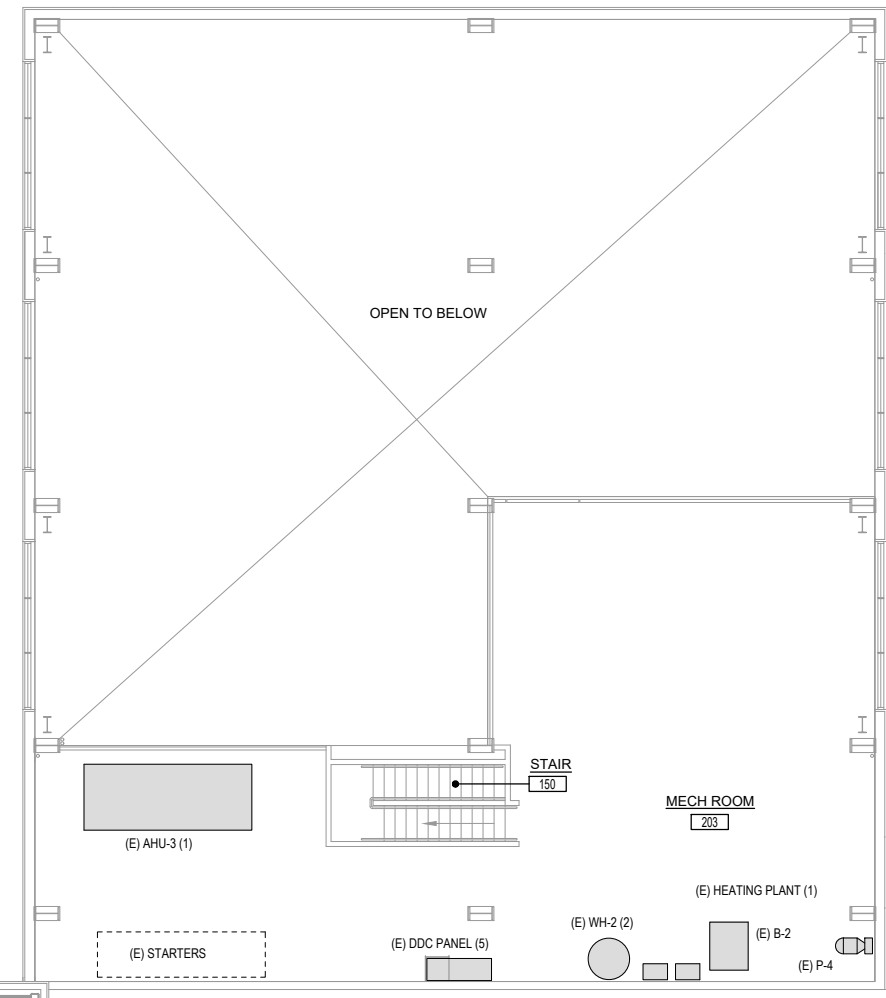 OPEN TO BELOW
STAIR
150
MECH ROOM
203
(E) AHU-3 (1)
(E) HEATING PLANT (1)
(E) WH-2 (2)
(E) B-2
(E) DDC PANEL (5)
(E) STARTERS
(E) P-4